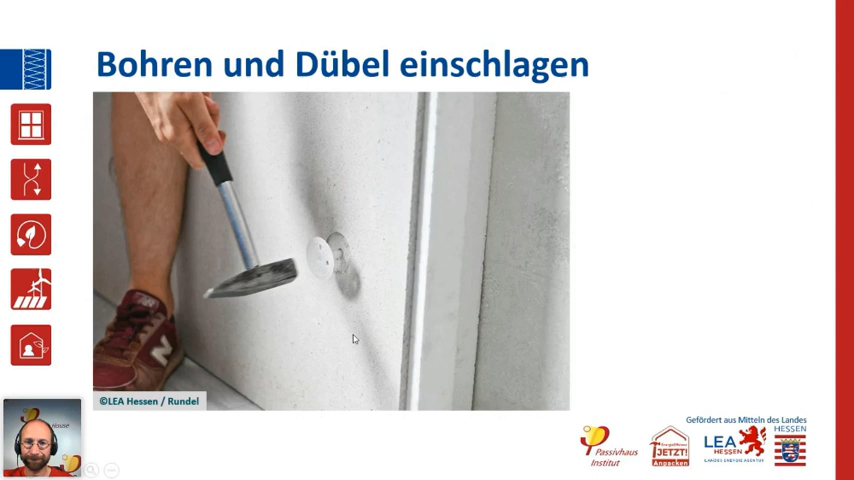 Bohren und Dübel einschlagen
N
©LEA Hessen / Rundel
Gefördert aus Mitteln des Landes
HESSEN
Passivhaus
Institut
JETZT!
Anpacken
LEA
HESSEN
LANDES ENERGIE AGENTUR